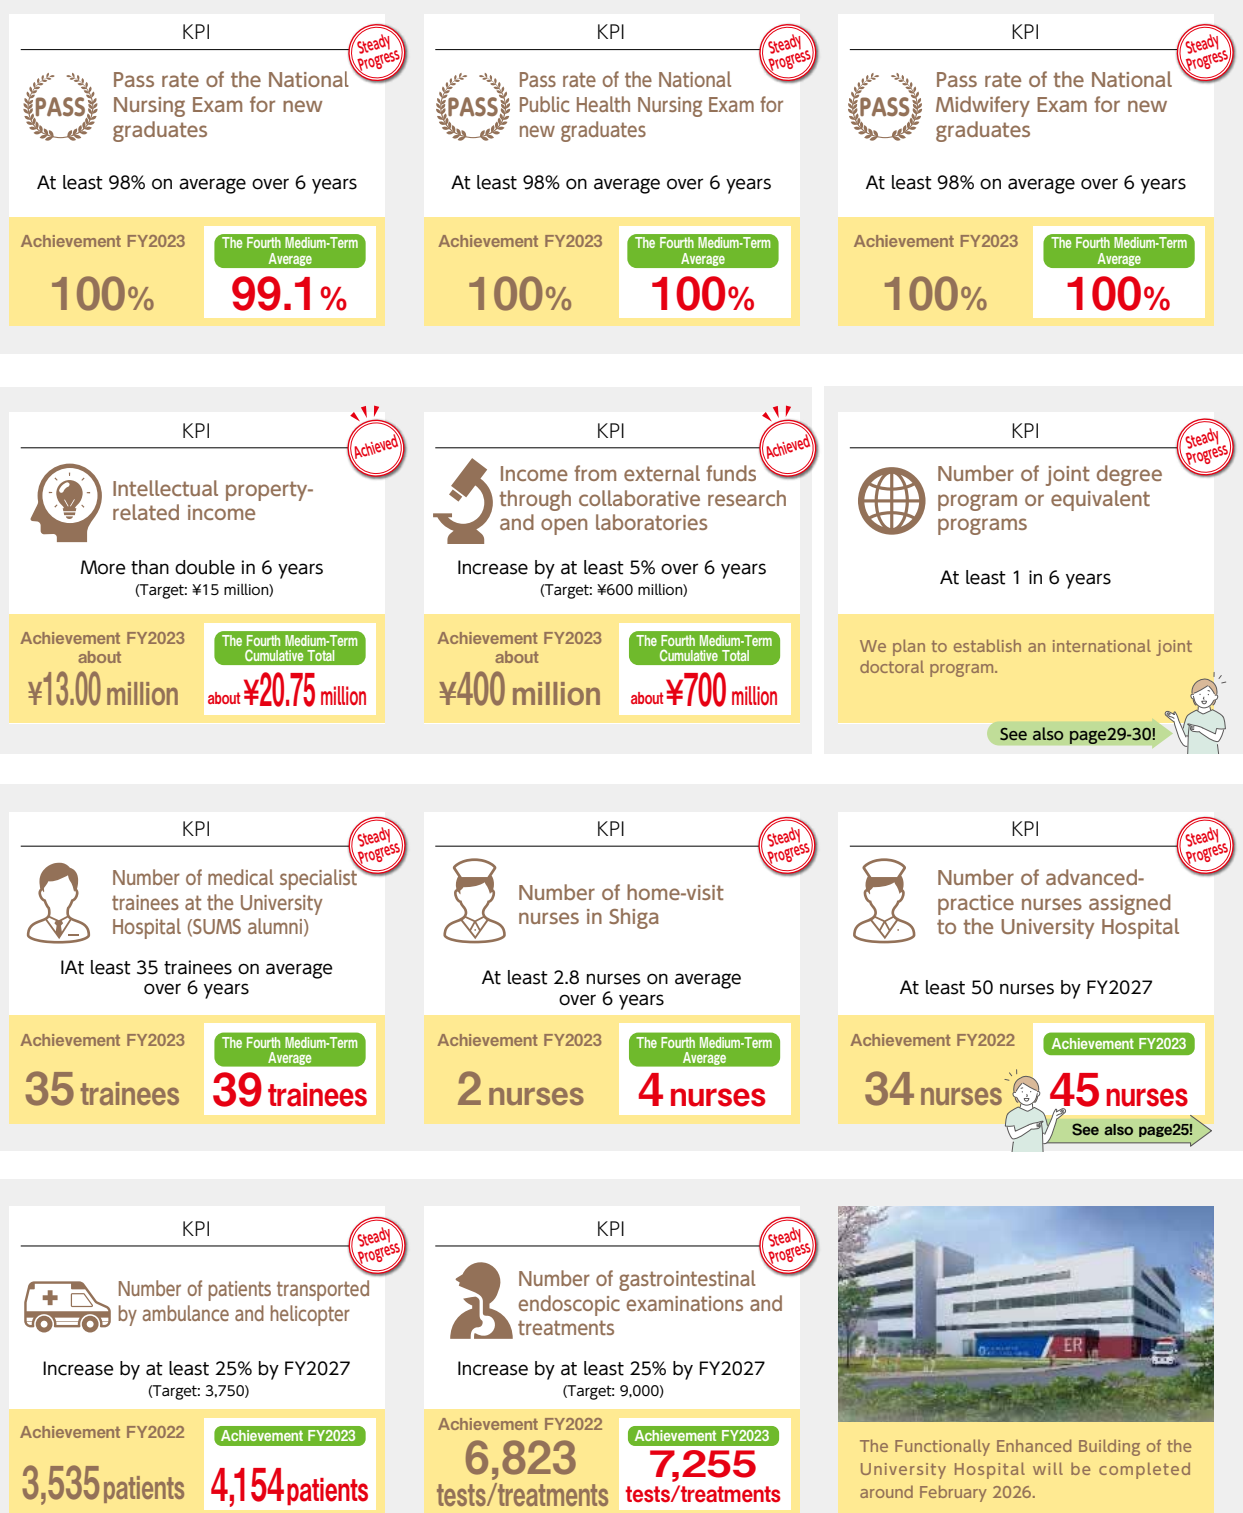 KPI
Steady
Progress
PASS
Pass rate of the National
Nursing Exam for new
graduates
At least 98% on average over 6 years
Achievement FY2023
100%
The Fourth Medium-Term
Average
99.1%
KPI
Steady
Progress
PASS
Pass rate of the National
Public Health Nursing Exam for
new graduates
At least 98% on average over 6 years
Achievement FY2023
100%
The Fourth Medium-Term
Average
100%
KPI
Steady
Progress
PASS
Pass rate of the National
Midwifery Exam for new
graduates
At least 98% on average over 6 years
Achievement FY2023
100%
The Fourth Medium-Term
Average
100%
KPI
Achieved
Intellectual property-
related income
More than double in 6 years
(Target: ¥15 million)
Achievement FY2023
about
¥13.00 million
The Fourth Medium-Term
Cumulative Total
about ¥20.75 million
KPI
Achieved
Income from external funds
through collaborative research
and open laboratories
Increase by at least 5% over 6 years
(Target: ¥600 million)
Achievement FY2023
about
¥400 million
The Fourth Medium-Term
Cumulative Total
about ¥700 million
KPI
Steady
Progress
Number of joint degree
program or equivalent
programs
At least 1 in 6 years
We plan to establish an international joint
doctoral program.
See also page29-30!
KPI
Steady
Progress
Number of medical specialist
trainees at the University
Hospital (SUMS alumni)
IAt least 35 trainees on average
over 6 years
Achievement FY2023
35 trainees
The Fourth Medium-Term
Average
39 trainees
KPI
Steady
Progress
Number of home-visit
nurses in Shiga
At least 2.8 nurses on average
over 6 years
Achievement FY2023
2 nurses
The Fourth Medium-Term
Average
4 nurses
KPI
Steady
Progress
Number of advanced-
practice nurses assigned
to the University Hospital
At least 50 nurses by FY2027
Achievement FY2022
34 nurses
Achievement FY2023
45 nurses
See also page25!
KPI
Steady
Progress
Number of patients transported
by ambulance and helicopter
Increase by at least 25% by FY2027
(Target: 3,750)
Achievement FY2022
3,535 patients
Achievement FY2023
4,154 patients
KPI
Steady
Progress
Number of gastrointestinal
endoscopic examinations and
treatments
Increase by at least 25% by FY2027
(Target: 9,000)
Achievement FY2022
6,823
tests/treatments
Achievement FY2023
7,255
tests/treatments
ER
The Functionally Enhanced Building of the
University Hospital will be completed
around February 2026.